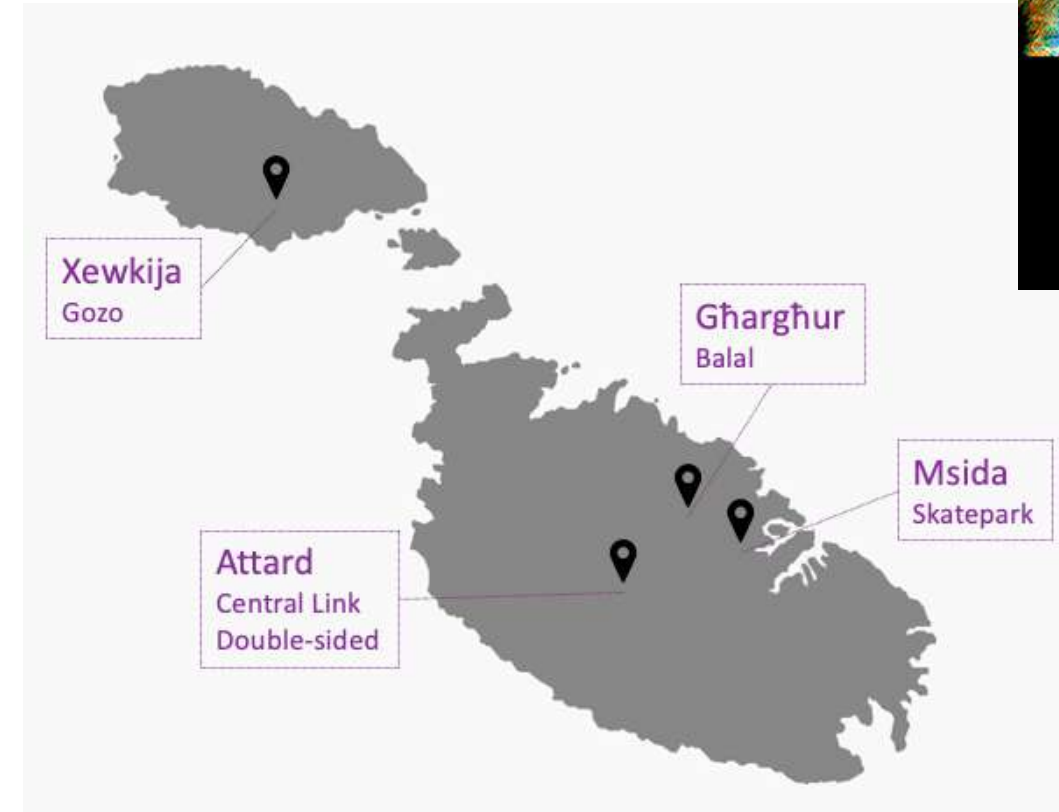 Xewkija
Gozo
Għargħur
Balal
Msida
Skatepark
Attard
Central Link
Double-sided